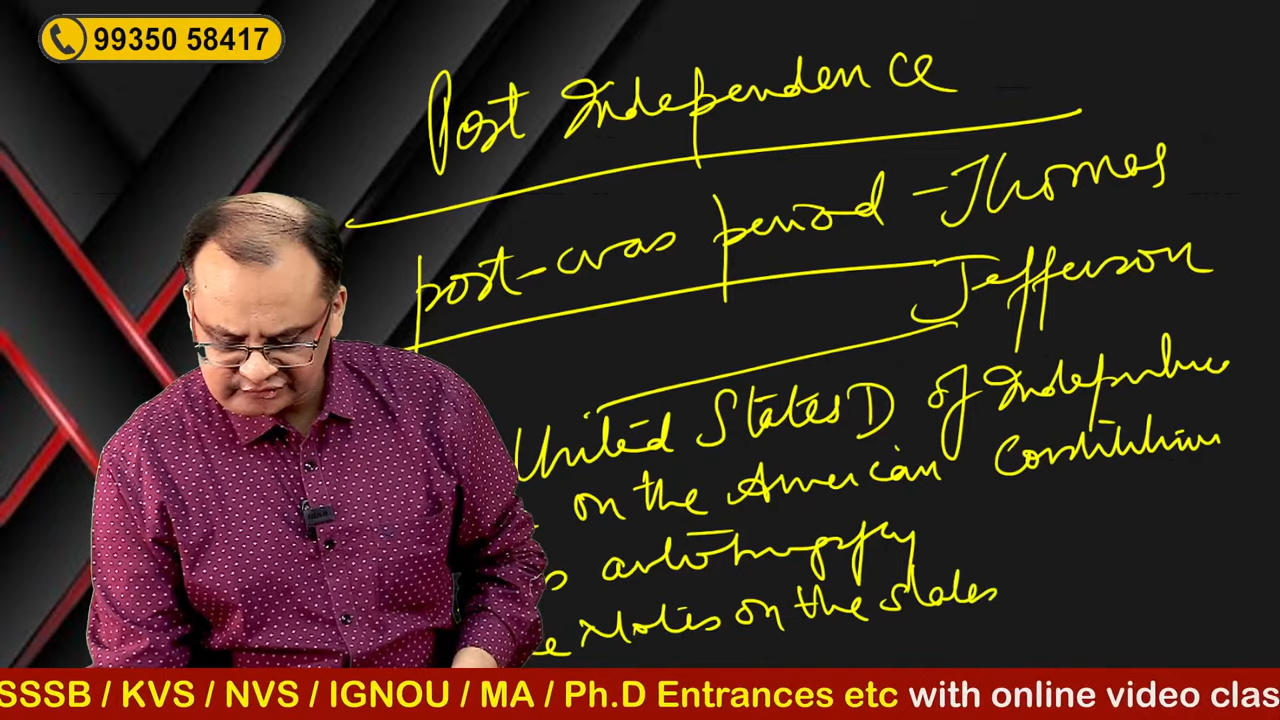 99350 58417
Post Independence
post-war period - Thomas
Jefferson
United States D of Independence
on the American Constitution
autobiography
Notes on the States
SSSB / KVS / NVS / IGNOU / MA / Ph.D Entrances etc with online video clas